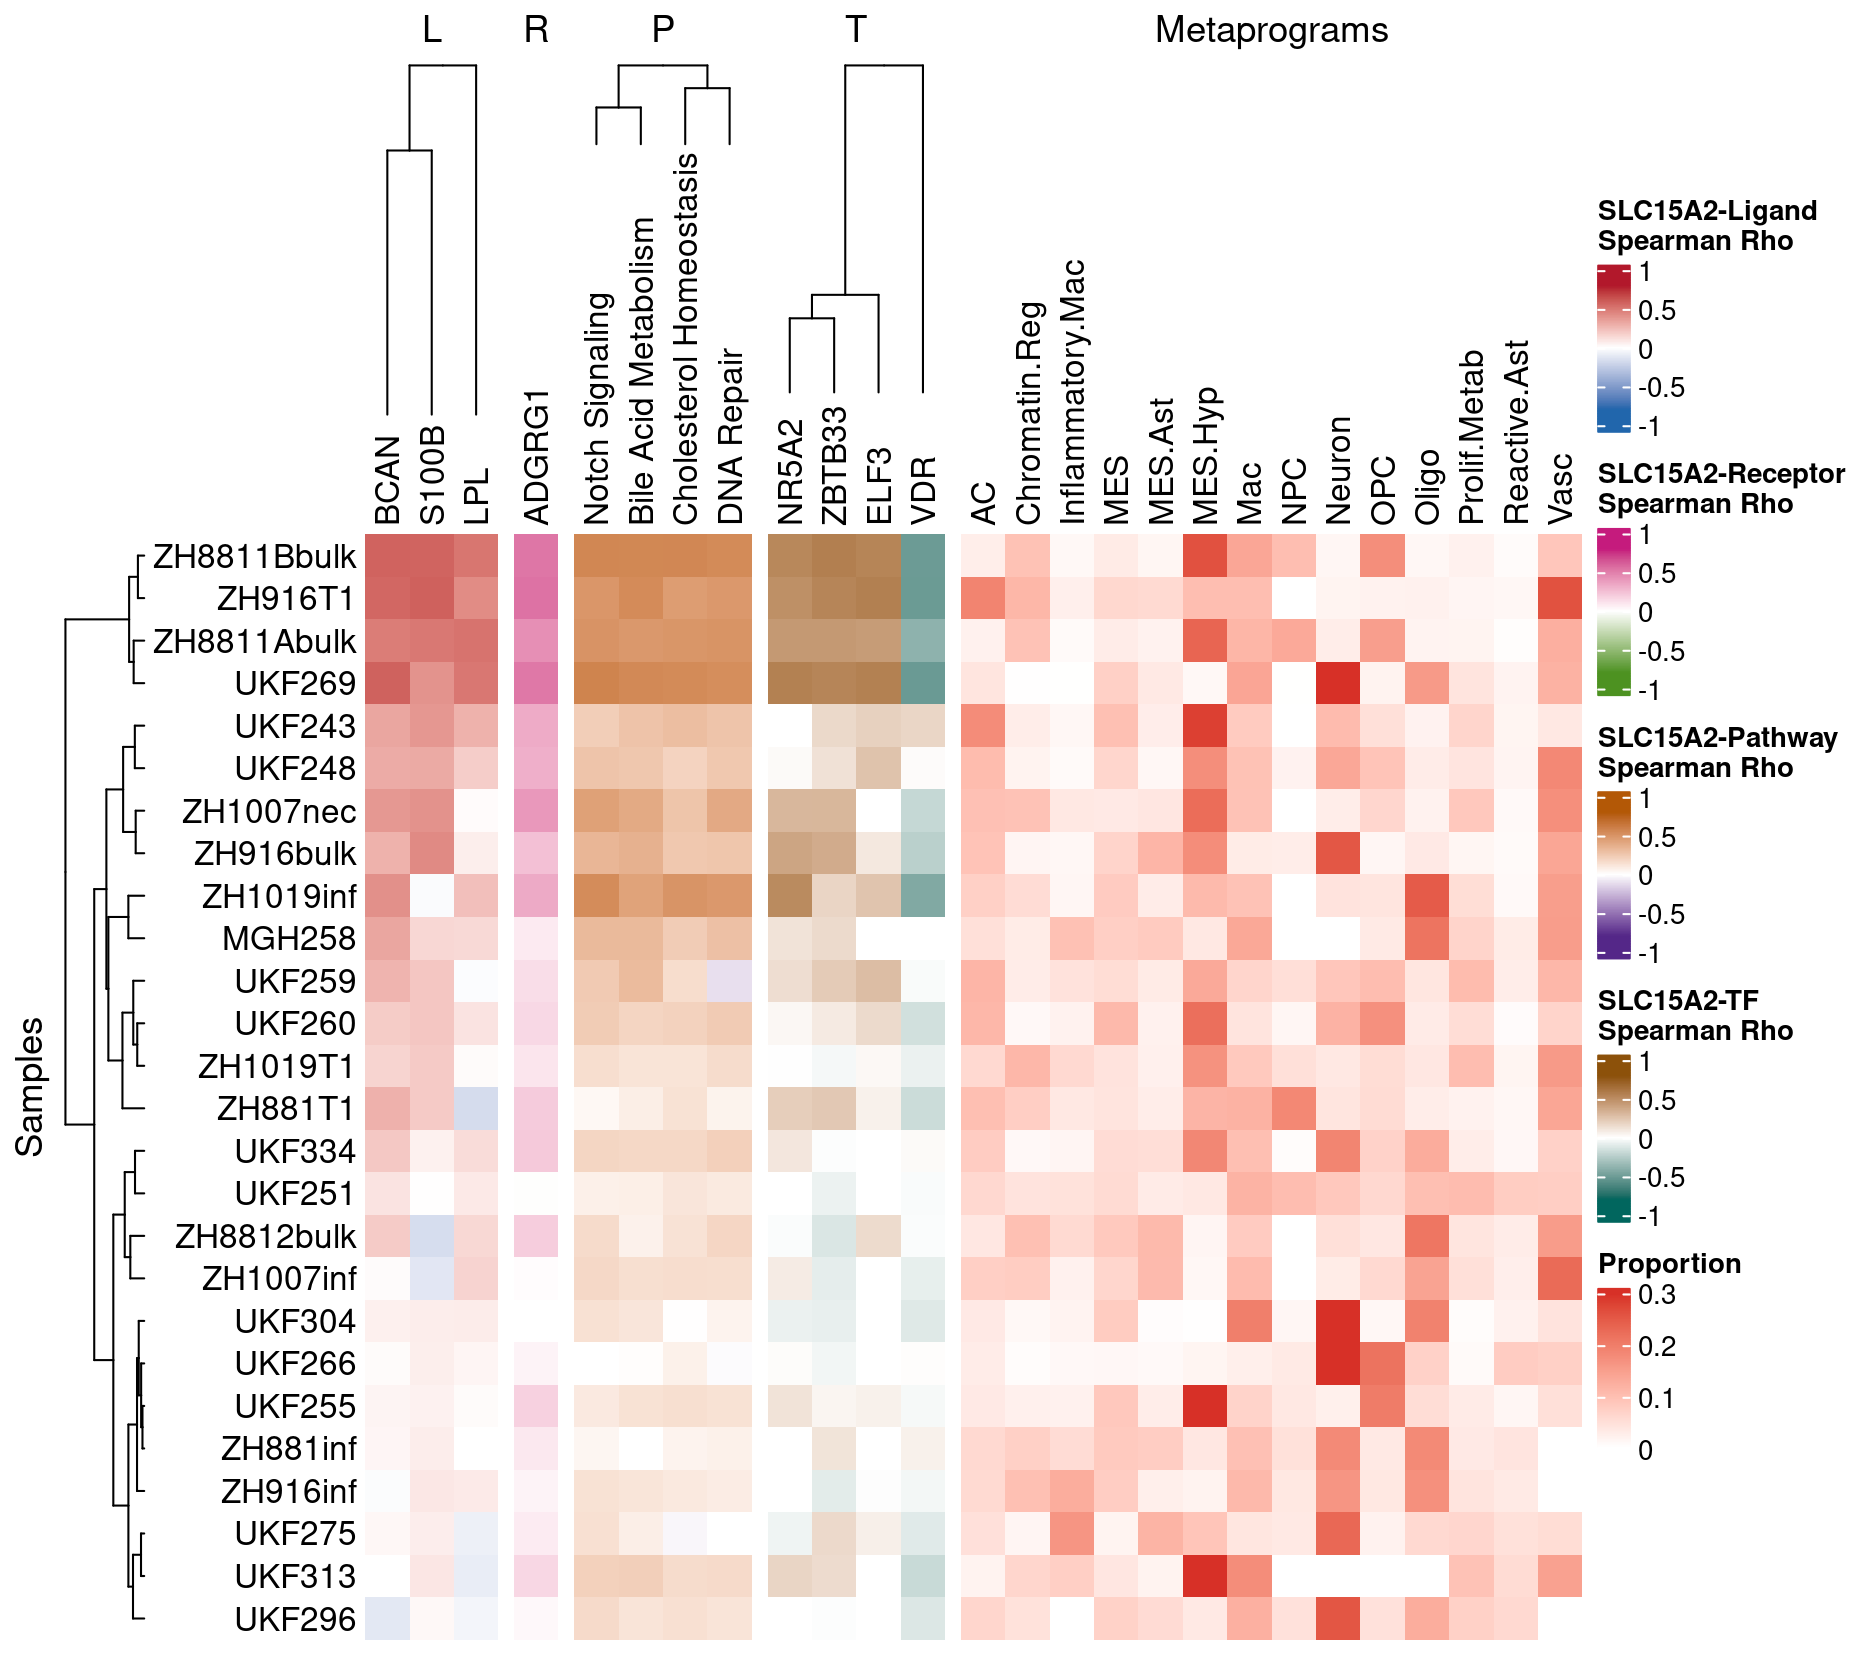 L R P T Metaprograms
BCAN
S100B
LPL
ADGRG1
Notch Signaling
Bile Acid Metabolism
Cholesterol Homeostasis
DNA Repair
NR5A2
ZBTB33
ELF3
VDR
AC
Chromatin.Reg
Inflammatory.Mac
MES
MES.Ast
MES.Hyp
Mac
NPC
Neuron
OPC
Oligo
Prolif.Metab
Reactive.Ast
Vasc
Samples
ZH8811Bbulk
ZH916T1
ZH8811Abulk
UKF269
UKF243
UKF248
ZH1007nec
ZH916bulk
ZH1019inf
MGH258
UKF259
UKF260
ZH1019T1
ZH881T1
UKF334
UKF251
ZH8812bulk
ZH1007inf
UKF304
UKF266
UKF255
ZH881inf
ZH916inf
UKF275
UKF313
UKF296
SLC15A2-Ligand
Spearman Rho
1
0.5
0
-0.5
-1
SLC15A2-Receptor
Spearman Rho
1
0.5
0
-0.5
-1
SLC15A2-Pathway
Spearman Rho
1
0.5
0
-0.5
-1
SLC15A2-TF
Spearman Rho
1
0.5
0
-0.5
-1
Proportion
0.3
0.2
0.1
0